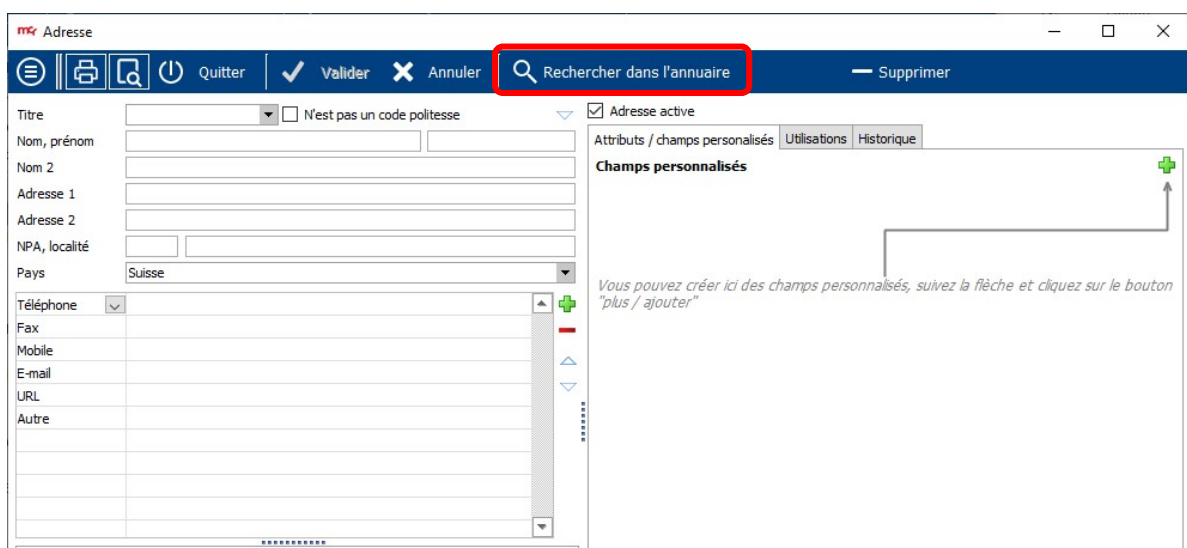 mcr Adresse
Quitter Valider Annuler Rechercher dans l'annuaire Supprimer
Titre N'est pas un code politesse
Nom, prénom
Nom 2
Adresse 1
Adresse 2
NPA, localité
Pays Suisse
Téléphone
Fax
Mobile
E-mail
URL
Autre
Adresse active
Attributs / champs personalisés Utilisations Historique
Champs personnalisés
Vous pouvez créer ici des champs personnalisés, suivez la flèche et cliquez sur le bouton
"plus / ajouter"